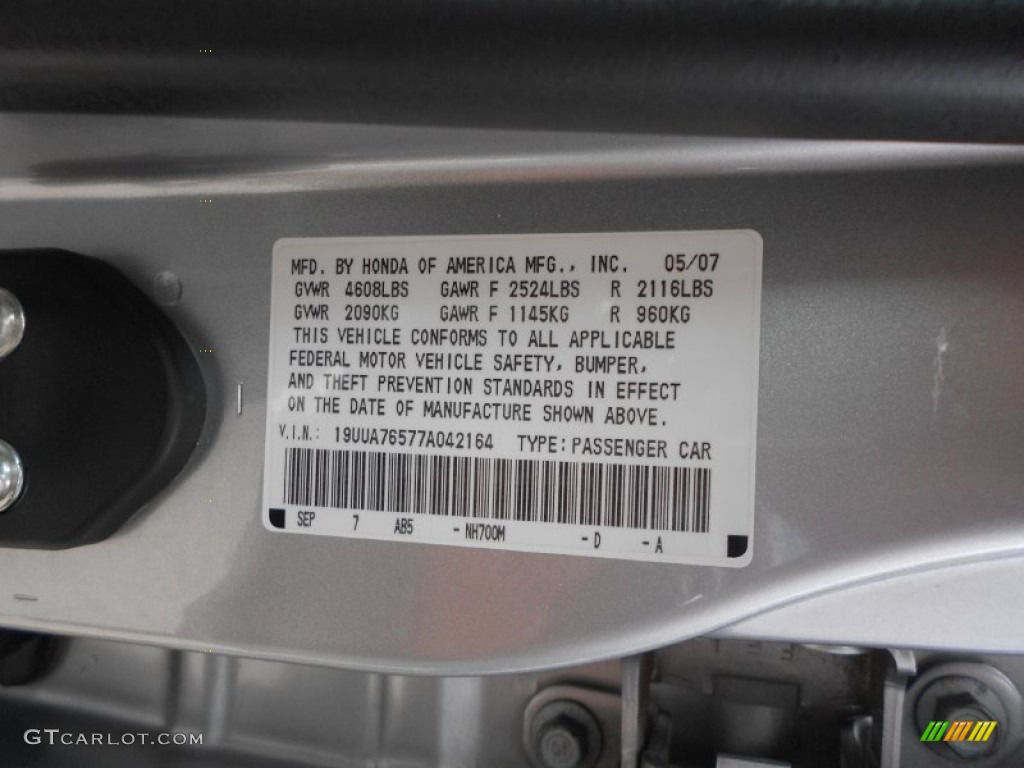 MFD. BY HONDA OF AMERICA MFG., INC. 05/07
GVWR 4608LBS GAWR F 2524LBS R 2116LBS
GVWR 2090KG GAWR F 1145KG R 960KG
THIS VEHICLE CONFORMS TO ALL APPLICABLE
FEDERAL MOTOR VEHICLE SAFETY, BUMPER,
AND THEFT PREVENTION STANDARDS IN EFFECT
ON THE DATE OF MANUFACTURE SHOWN ABOVE.
V.I.N.: 19UUA76577A042164 TYPE: PASSENGER CAR
SEP 7 AB5 - NH700M - D - A
GTCARLOT.COM